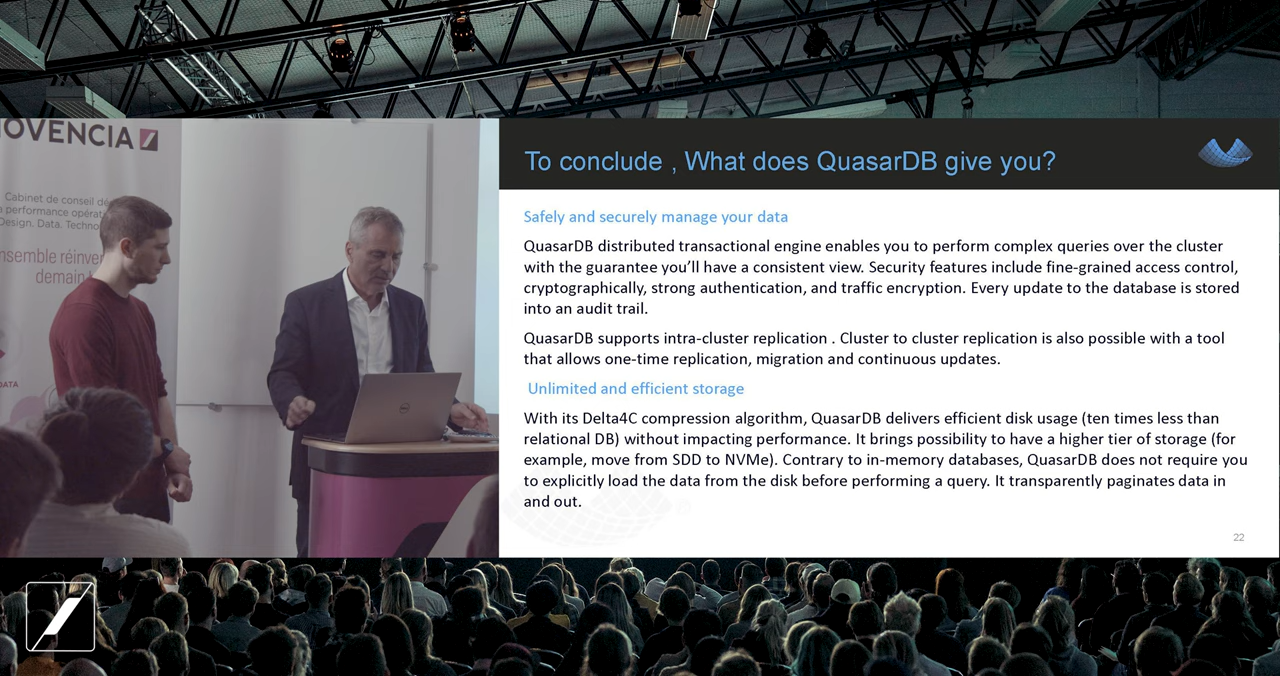 OVENCIA
Cabinet de conseil
performance opérat
Design. Data. Techno
nsemble réinver
demain
DATA
To conclude , What does QuasarDB give you?
Safely and securely manage your data
QuasarDB distributed transactional engine enables you to perform complex queries over the cluster
with the guarantee you’ll have a consistent view. Security features include fine-grained access control,
cryptographically, strong authentication, and traffic encryption. Every update to the database is stored
into an audit trail.
QuasarDB supports intra-cluster replication . Cluster to cluster replication is also possible with a tool
that allows one-time replication, migration and continuous updates.
Unlimited and efficient storage
With its Delta4C compression algorithm, QuasarDB delivers efficient disk usage (ten times less than
relational DB) without impacting performance. It brings possibility to have a higher tier of storage (for
example, move from SDD to NVMe). Contrary to in-memory databases, QuasarDB does not require you
to explicitly load the data from the disk before performing a query. It transparently paginates data in
and out.
22
DELL